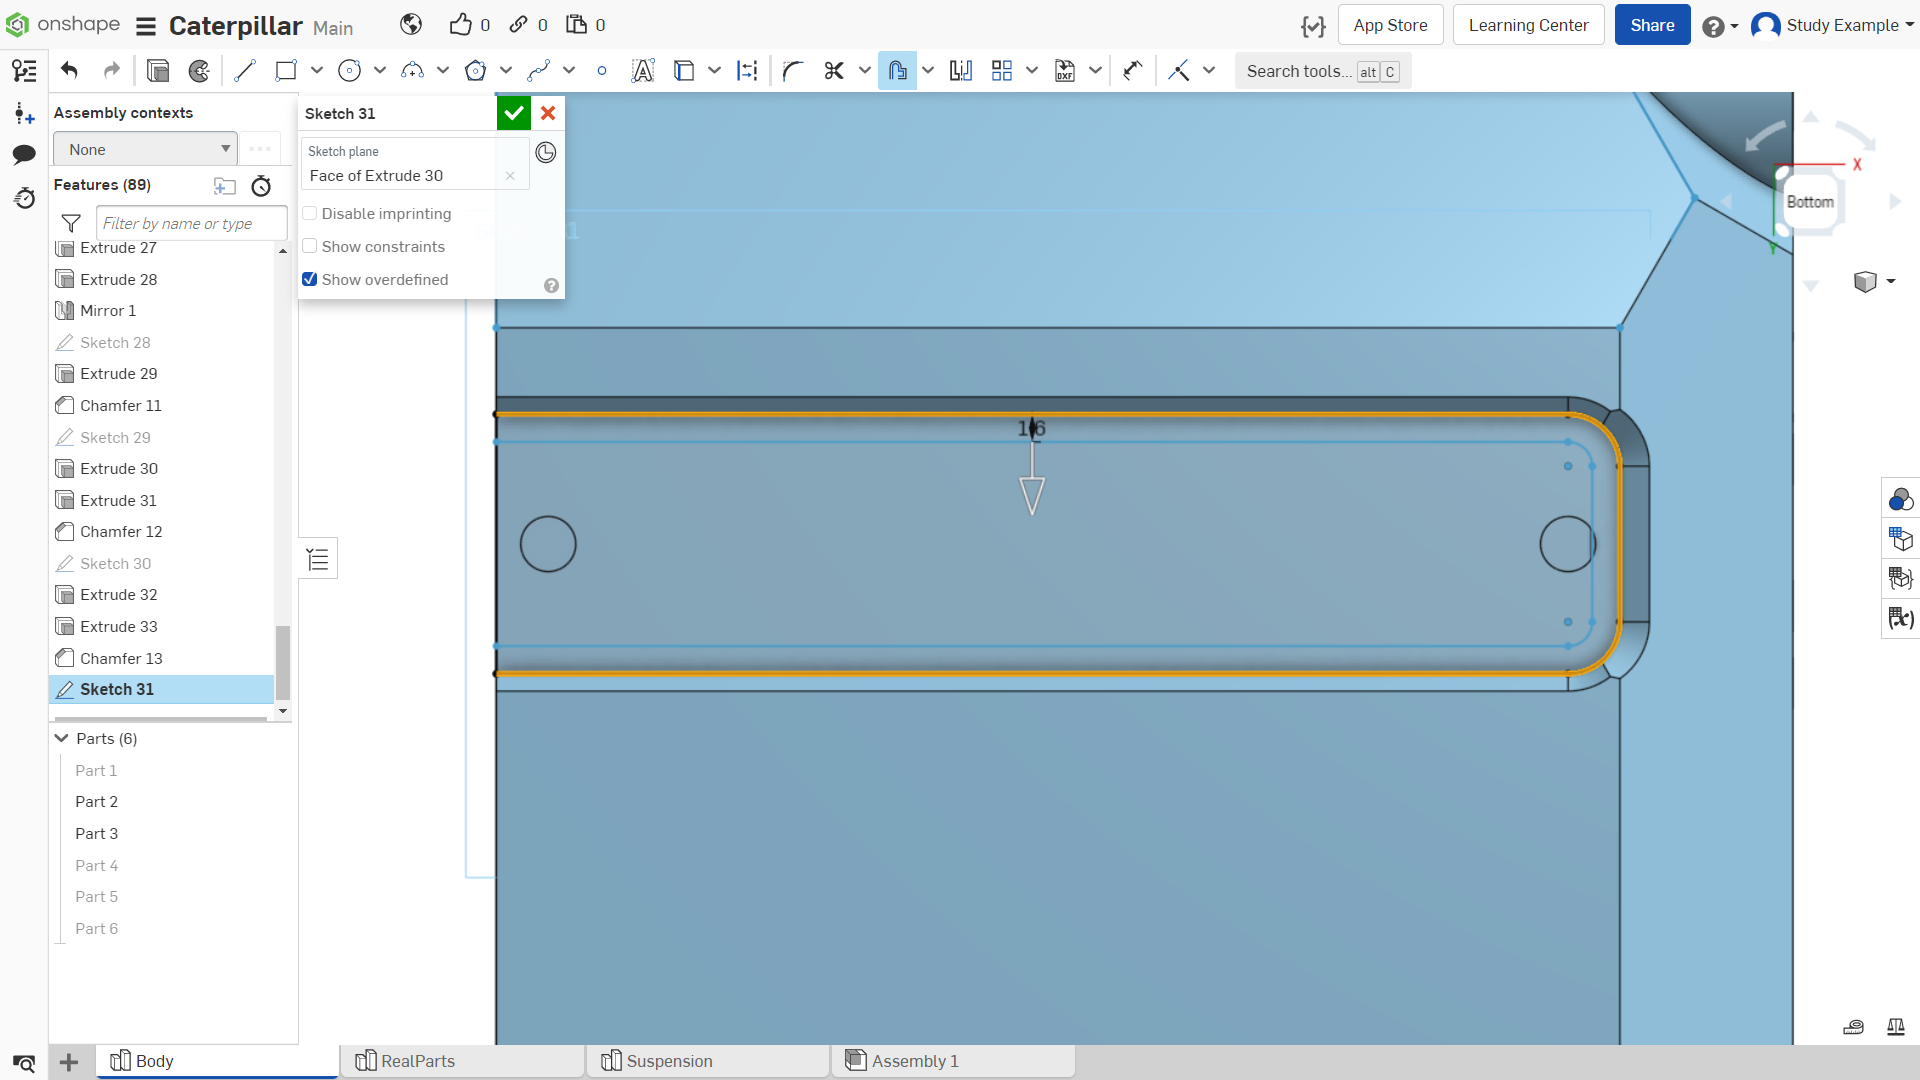 onshape Caterpillar Main 0 0 0 App Store Learning Center Share Study Example
Search tools... alt C
Assembly contexts
None
Features (89)
Filter by name or type
Extrude 27
Extrude 28
Mirror 1
Sketch 28
Extrude 29
Chamfer 11
Sketch 29
Extrude 30
Extrude 31
Chamfer 12
Sketch 30
Extrude 32
Extrude 33
Chamfer 13
Sketch 31
Parts (6)
Part 1
Part 2
Part 3
Part 4
Part 5
Part 6
Sketch 31
Sketch plane
Face of Extrude 30
Disable imprinting
Show constraints
Show overdefined
X
Bottom
Y
Body RealParts Suspension Assembly 1